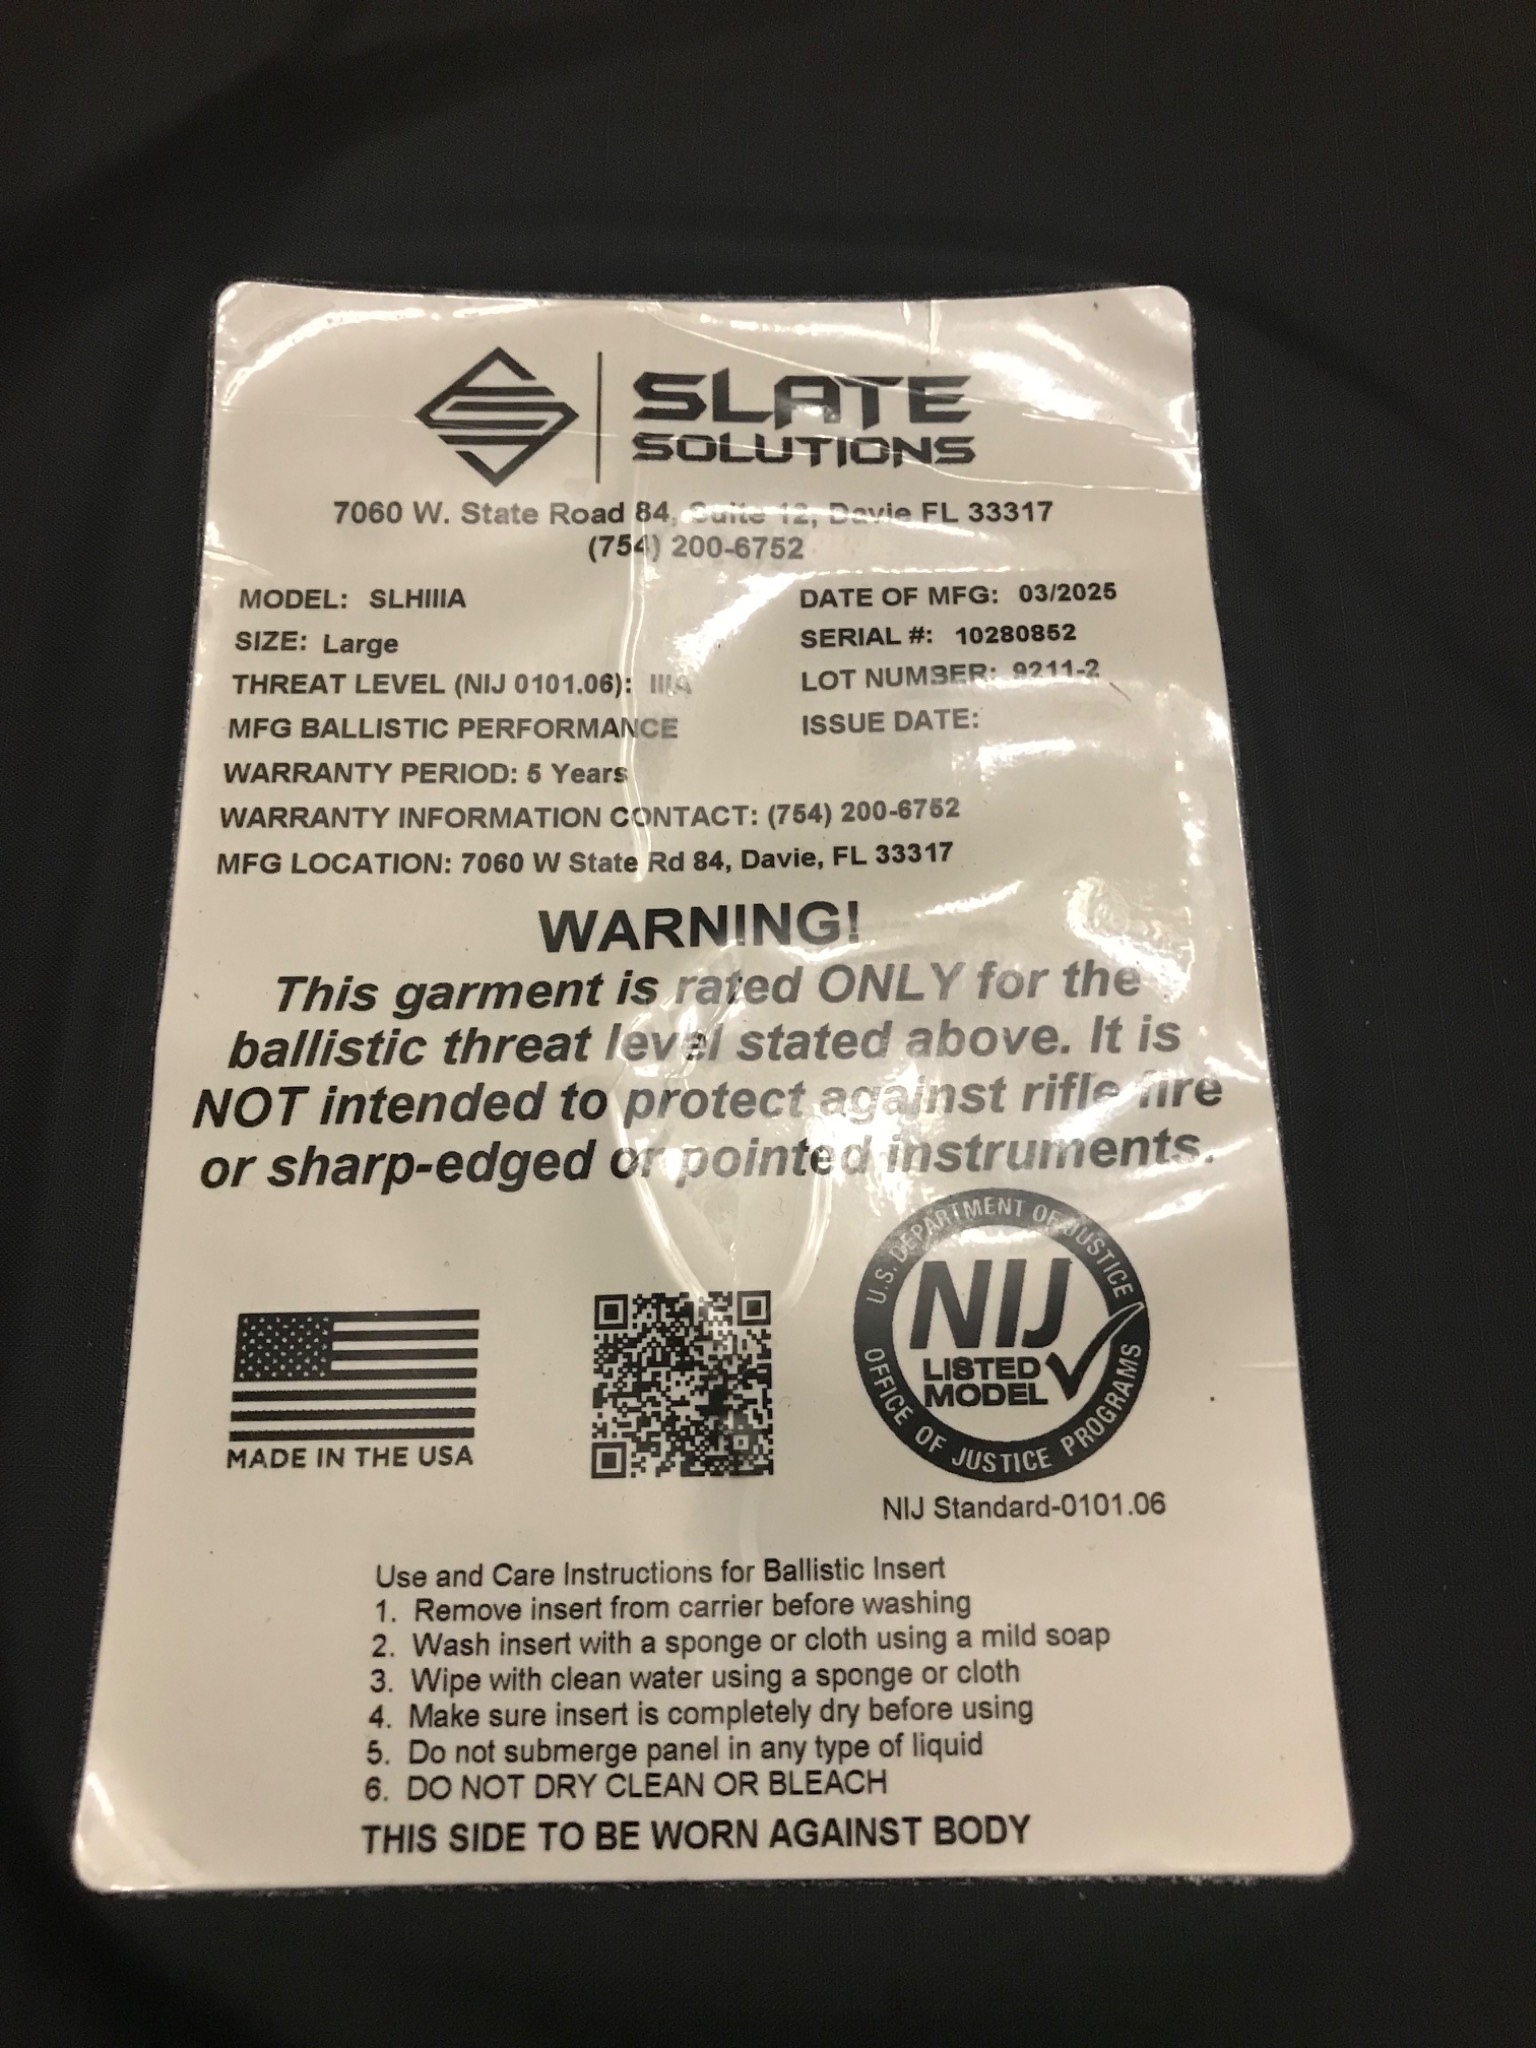 SLATE
SOLUTIONS
7060 W. State Road 84, Suite 12, Davie FL 33317
(754) 200-6752
MODEL: SLHIIIA
DATE OF MFG: 03/2025
SIZE: Large
SERIAL #: 10280852
THREAT LEVEL (NIJ 0101.06): IIIA
LOT NUMBER: 9211-2
MFG BALLISTIC PERFORMANCE
ISSUE DATE:
WARRANTY PERIOD: 5 Years
WARRANTY INFORMATION CONTACT: (754) 200-6752
MFG LOCATION: 7060 W State Rd 84, Davie, FL 33317
WARNING!
This garment is rated ONLY for the
ballistic threat level stated above. It is
NOT intended to protect against rifle fire
or sharp-edged or pointed instruments.
MADE IN THE USA
U.S. DEPARTMENT OF JUSTICE
NIJ
LISTED
MODEL
OFFICE OF JUSTICE PROGRAMS
NIJ Standard-0101.06
Use and Care Instructions for Ballistic Insert
1. Remove insert from carrier before washing
2. Wash insert with a sponge or cloth using a mild soap
3. Wipe with clean water using a sponge or cloth
4. Make sure insert is completely dry before using
5. Do not submerge panel in any type of liquid
6. DO NOT DRY CLEAN OR BLEACH
THIS SIDE TO BE WORN AGAINST BODY